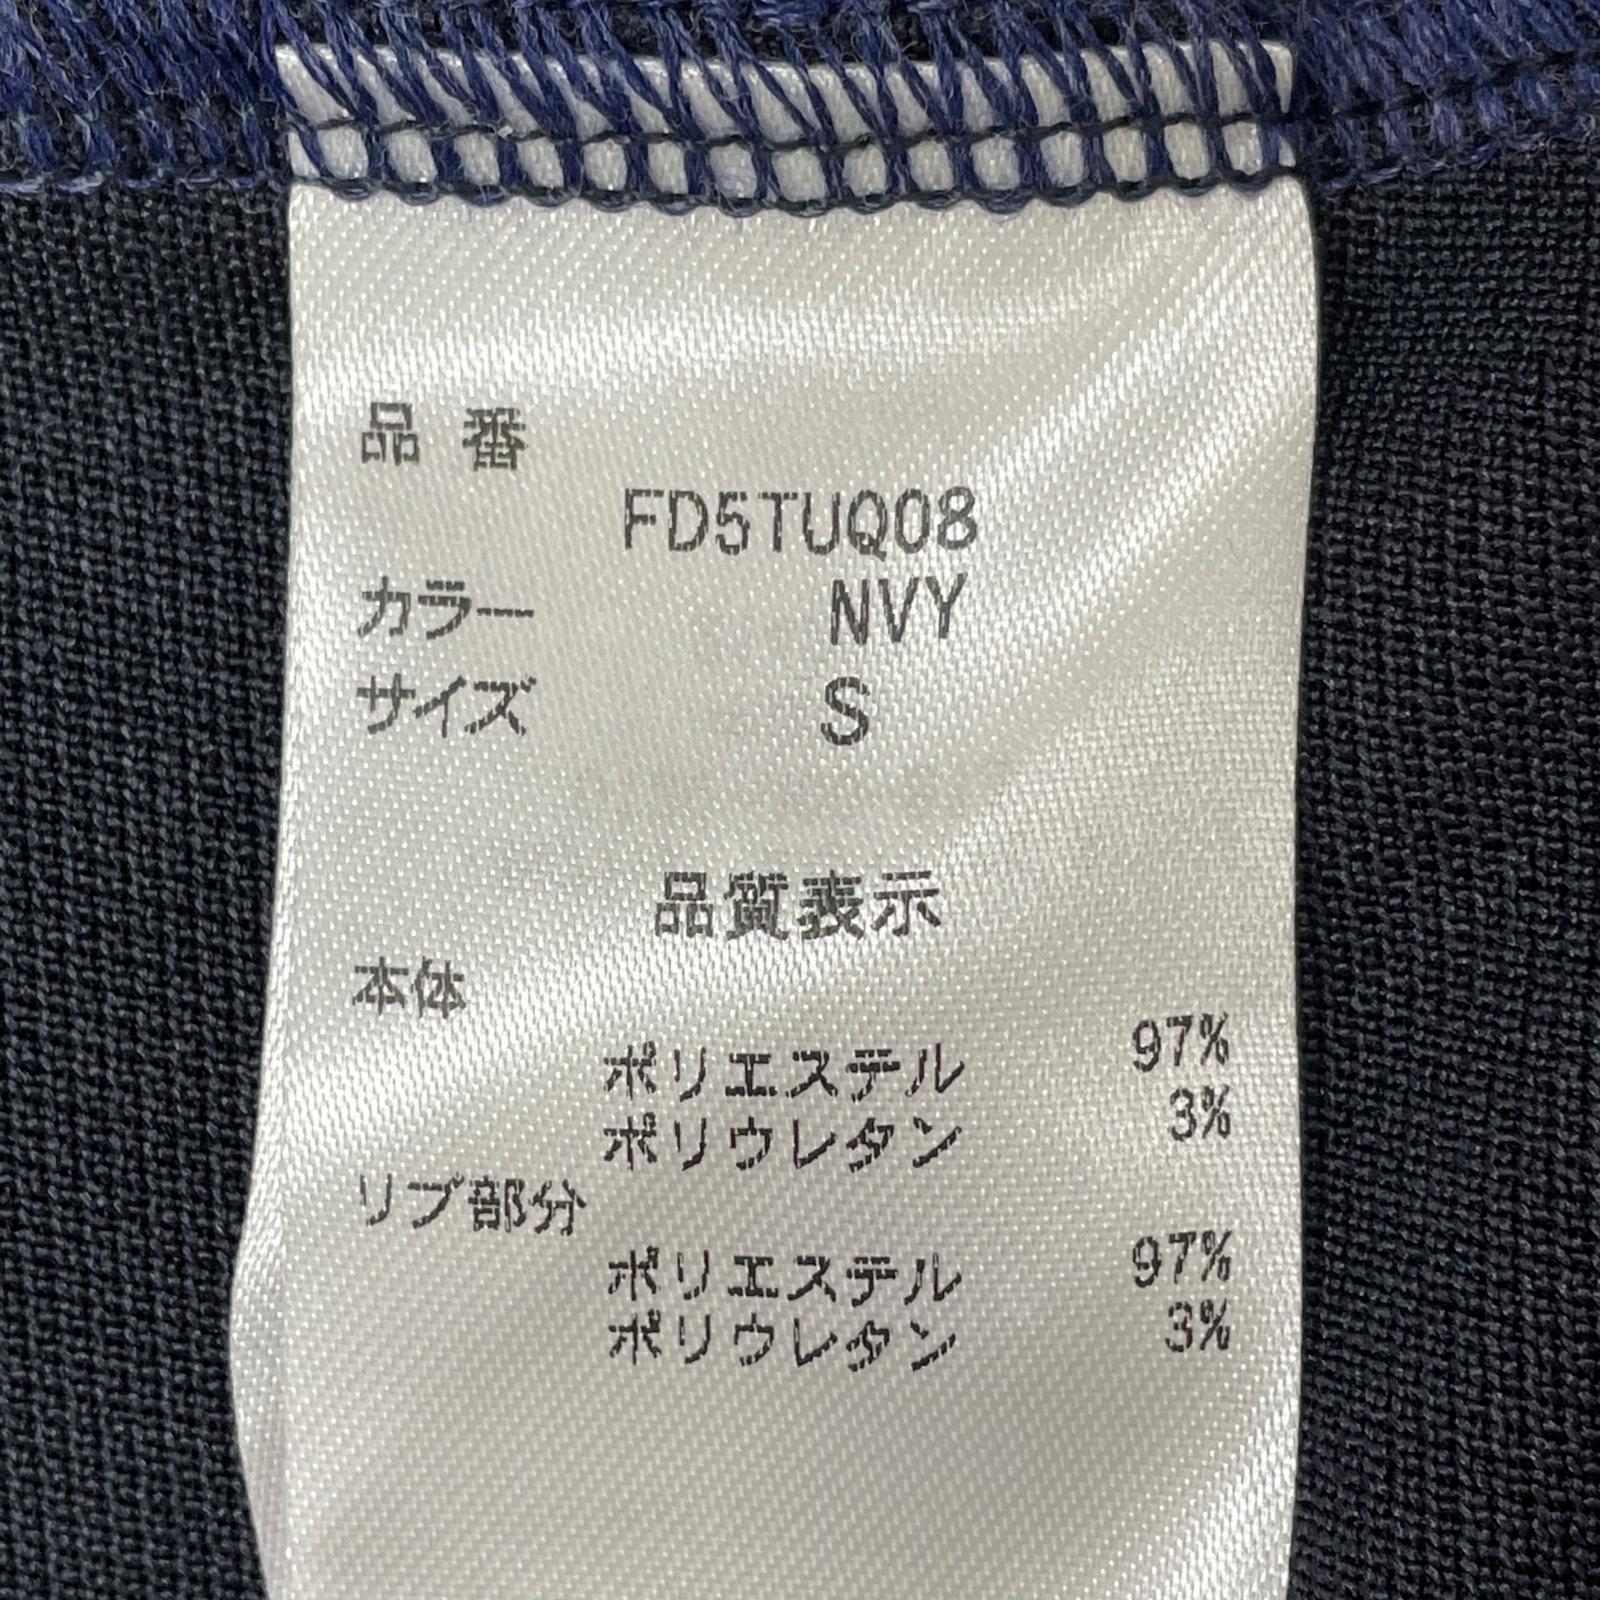 品番
FD5TUQ08
カラー NVY
サイズ S
品質表示
本体
ポリエステル 97%
ポリウレタン 3%
リブ部分
ポリエステル 97%
ポリウレタン 3%